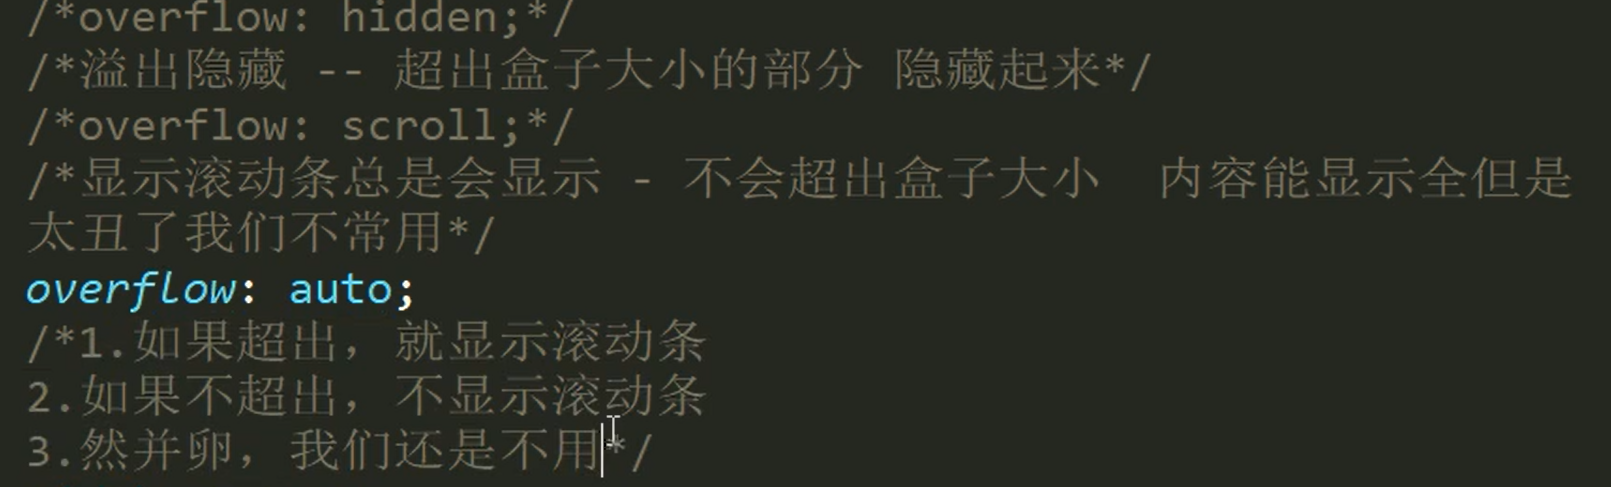 /*overflow: hidden;*/
/*溢出隐藏 -- 超出盒子大小的部分 隐藏起来*/
/*overflow: scroll;*/
/*显示滚动条总是会显示 - 不会超出盒子大小  内容能显示全但是
太丑了我们不常用*/
overflow: auto;
/*1.如果超出，就显示滚动条
2.如果不超出，不显示滚动条
3.然并卵，我们还是不用*/